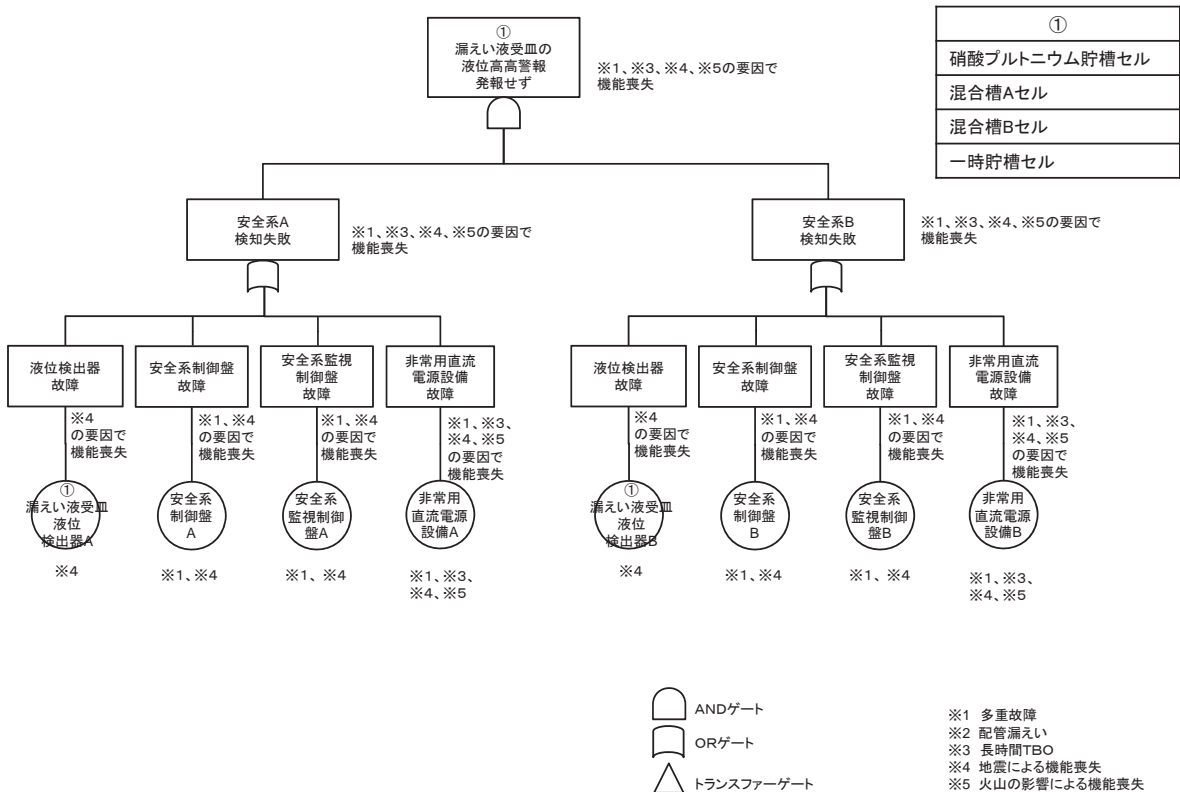 ①
漏えい液受皿の
液位高高警報
発報せず
※1、※3、※4、※5の要因で
機能喪失
①
硝酸プルトニウム貯槽セル
混合槽Aセル
混合槽Bセル
一時貯槽セル
安全系A
検知失敗
※1、※3、※4、※5の要因で
機能喪失
安全系B
検知失敗
※1、※3、※4、※5の要因で
機能喪失
液位検出器
故障
安全系制御盤
故障
安全系監視
制御盤
故障
非常用直流
電源設備
故障
液位検出器
故障
安全系制御盤
故障
安全系監視
制御盤
故障
非常用直流
電源設備
故障
※4
の要因で
機能喪失
※1、※4
の要因で
機能喪失
※1、※4
の要因で
機能喪失
※1、※3、
※4、※5
の要因で
機能喪失
※4
の要因で
機能喪失
※1、※4
の要因で
機能喪失
※1、※4
の要因で
機能喪失
※1、※3、
※4、※5
の要因で
機能喪失
①
漏えい液受皿
液位
検出器A
安全系
制御盤
A
安全系
監視制御
盤A
非常用
直流電源
設備A
①
漏えい液受皿
液位
検出器B
安全系
制御盤
B
安全系
監視制御
盤B
非常用
直流電源
設備B
※4
※1、※4
※1、※4
※1、※3、
※4、※5
※4
※1、※4
※1、※4
※1、※3、
※4、※5
ANDゲート
ORゲート
トランスファーゲート
※1 多重故障
※2 配管漏えい
※3 長時間TBO
※4 地震による機能喪失
※5 火山の影響による機能喪失